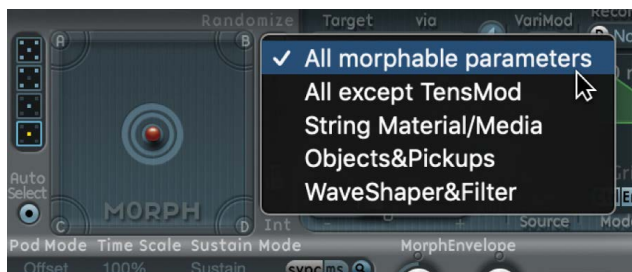 Randomize Target via VariMod
A B
✓ All morphable parameters
All except TensMod
String Material/Media
Objects&Pickups
WaveShaper&Filter
Auto
Select
C MORPH D Int
Source
Pod Mode Time Scale Sustain Mode MorphEnvelope
Offset 100% Sustain sync ms